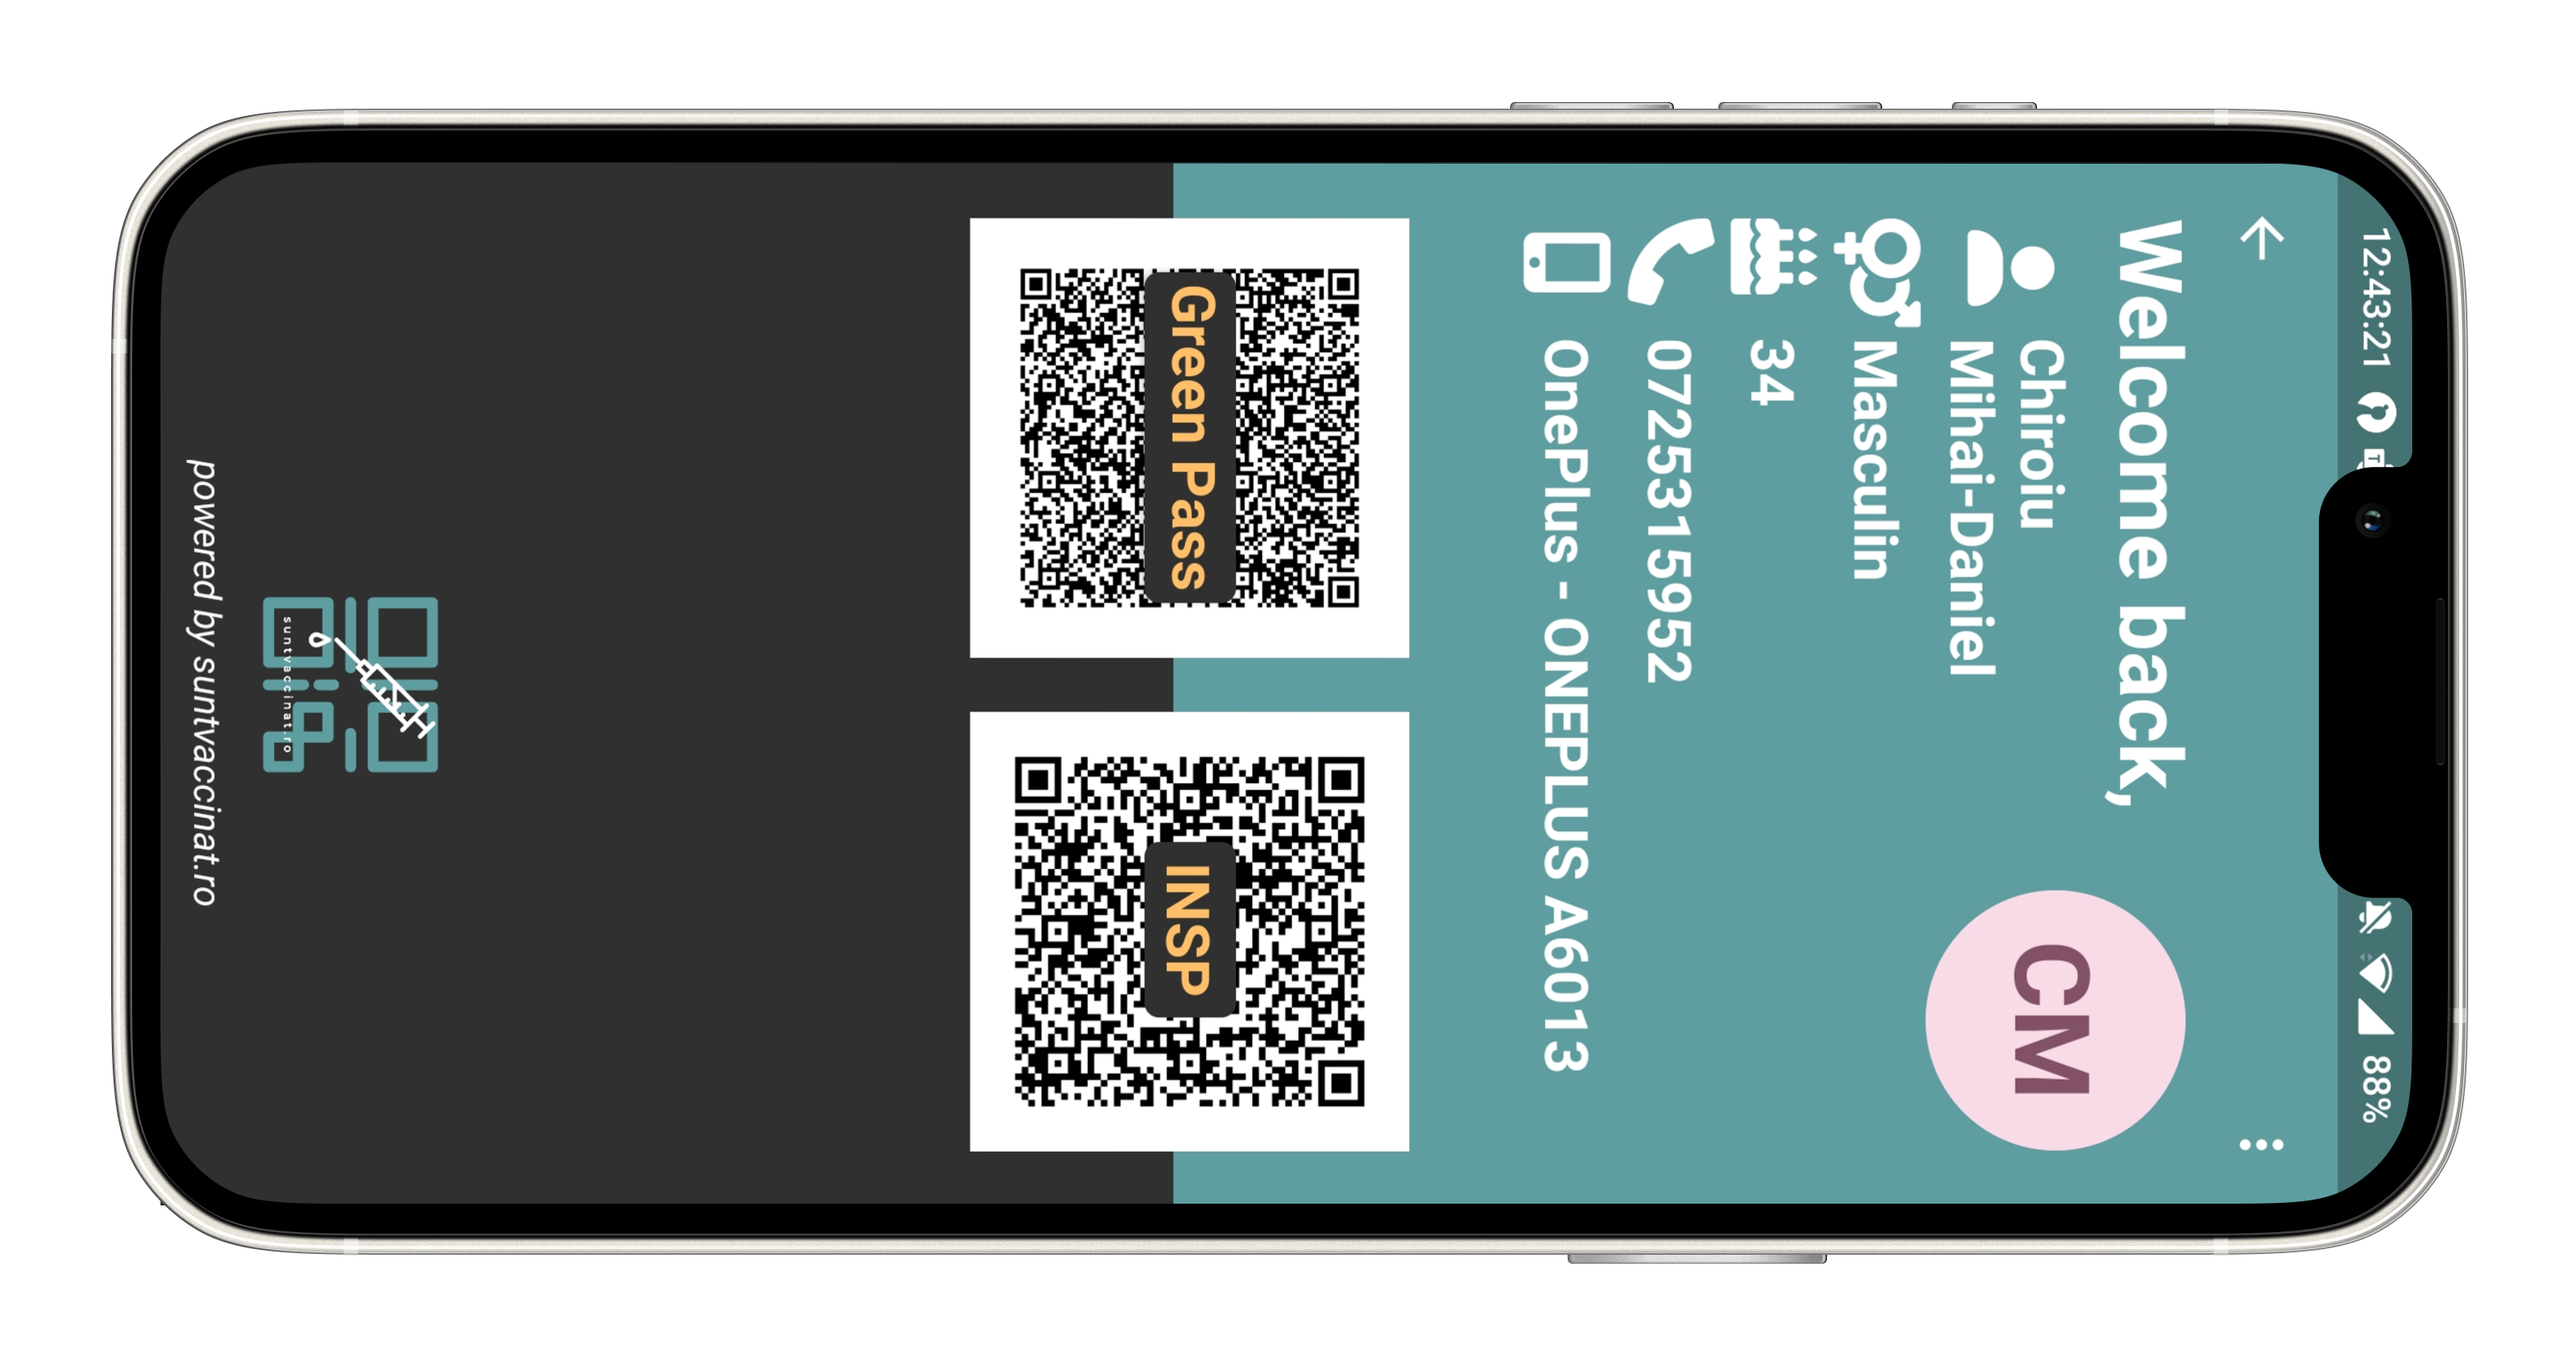 12:43:21
88%
Welcome back,
CM
Chiroiu
Mihai-Daniel
Masculin
34
0725315952
OnePlus - ONEPLUS A6013
Green Pass
INSP
suntvaccinat.ro
powered by suntvaccinat.ro